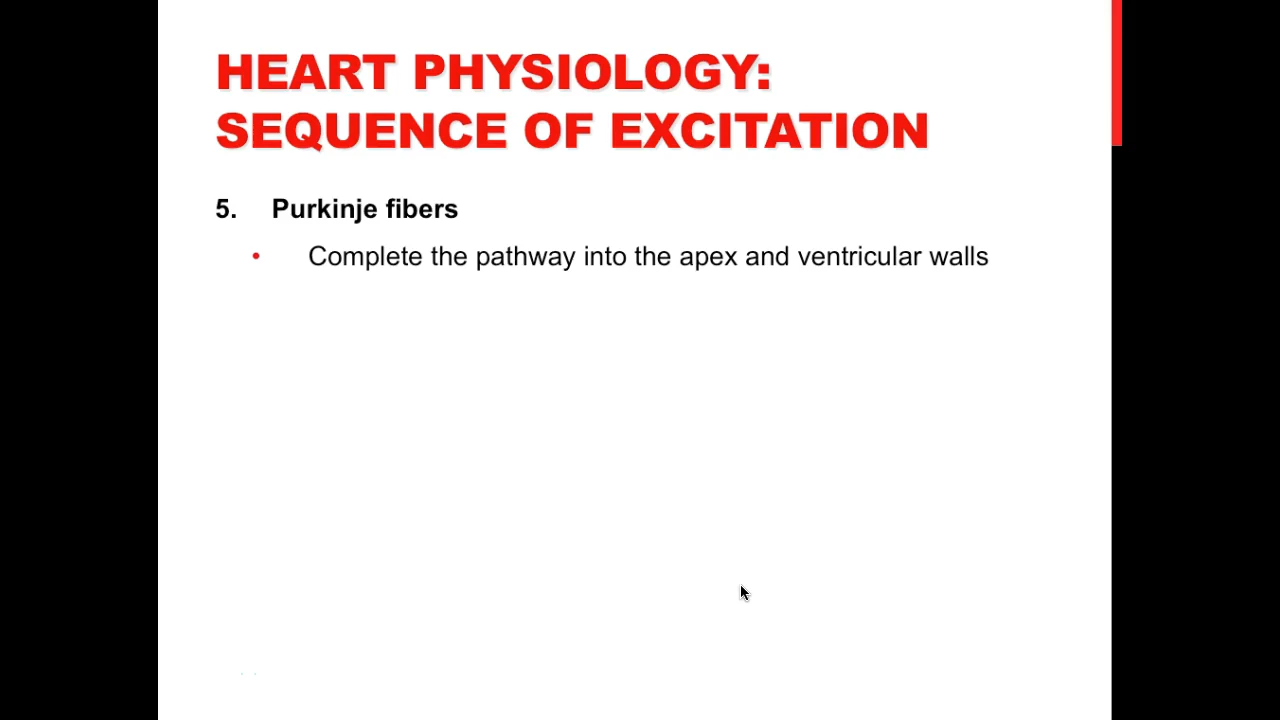 HEART PHYSIOLOGY:
SEQUENCE OF EXCITATION
5. Purkinje fibers
• Complete the pathway into the apex and ventricular walls